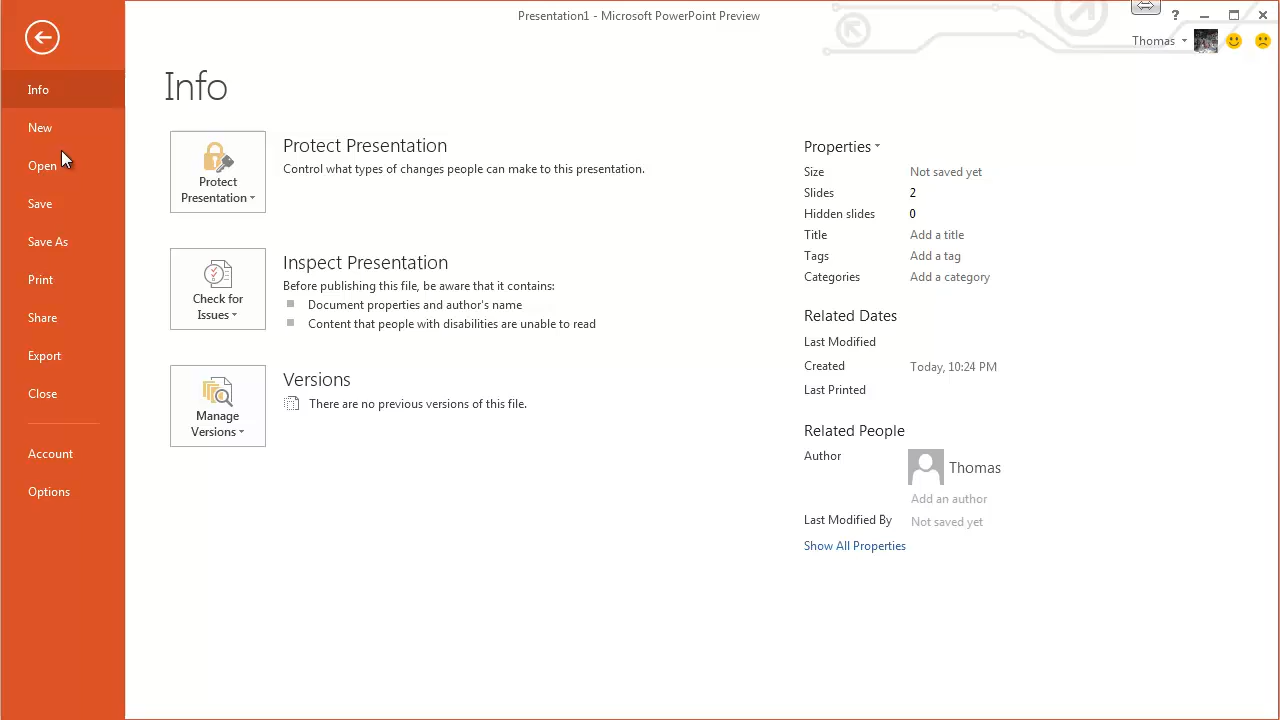 Presentation1 - Microsoft PowerPoint Preview
?
Thomas
Info
New
Open
Save
Save As
Print
Share
Export
Close
Account
Options
Info
Protect
Presentation
Protect Presentation
Control what types of changes people can make to this presentation.
Check for
Issues
Inspect Presentation
Before publishing this file, be aware that it contains:
Document properties and author's name
Content that people with disabilities are unable to read
Manage
Versions
Versions
There are no previous versions of this file.
Properties
Size Not saved yet
Slides 2
Hidden slides 0
Title Add a title
Tags Add a tag
Categories Add a category
Related Dates
Last Modified
Created Today, 10:24 PM
Last Printed
Related People
Author Thomas
Add an author
Last Modified By Not saved yet
Show All Properties